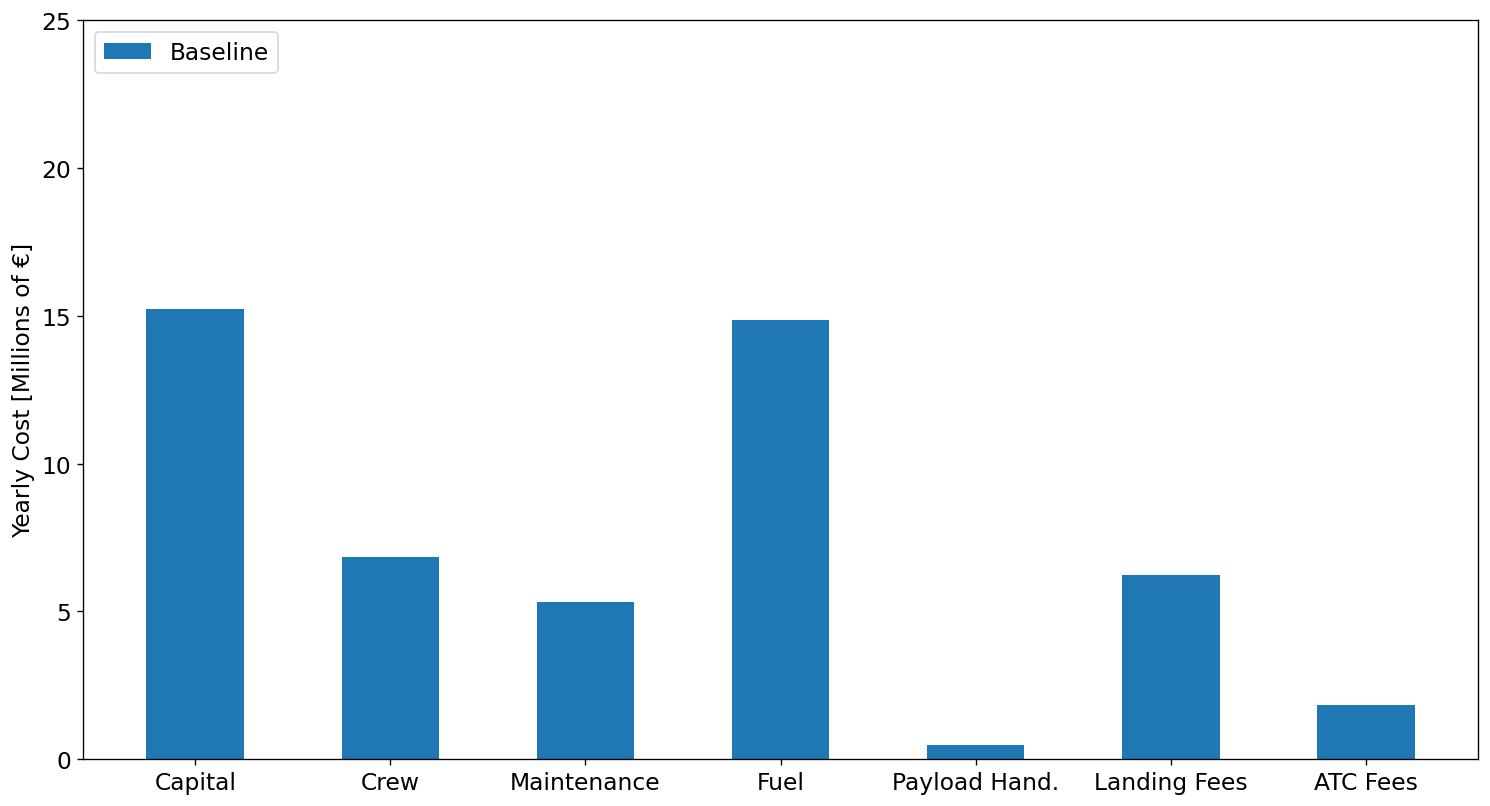 Baseline
Yearly Cost [Millions of €]
25
20
15
10
5
0
Capital Crew Maintenance Fuel Payload Hand. Landing Fees ATC Fees